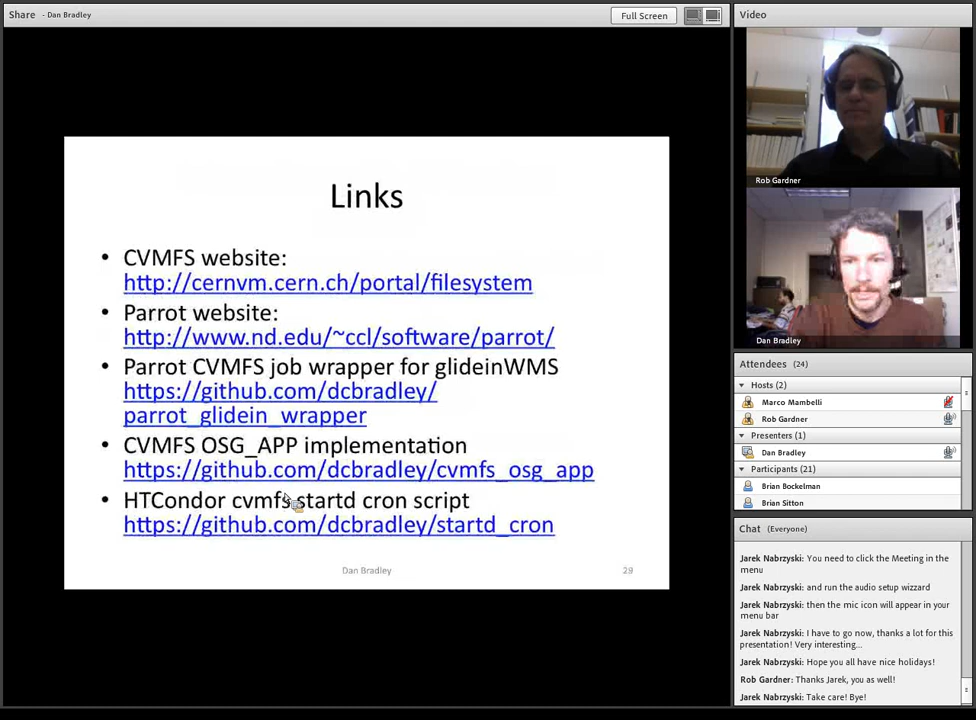 Share - Dan Bradley
Full Screen
Links
• CVMFS website:
http://cernvm.cern.ch/portal/filesystem
• Parrot website:
http://www.nd.edu/~ccl/software/parrot/
• Parrot CVMFS job wrapper for glideinWMS
https://github.com/dcbradley/
parrot_glidein_wrapper
• CVMFS OSG_APP implementation
https://github.com/dcbradley/cvmfs_osg_app
• HTCondor cvmfs startd cron script
https://github.com/dcbradley/startd_cron
Dan Bradley
29
Video
Rob Gardner
Dan Bradley
Attendees (24)
Hosts (2)
Marco Mambelli
Rob Gardner
Presenters (1)
Dan Bradley
Participants (21)
Brian Bockelman
Brian Sitton
Chat (Everyone)
Jarek Nabrzyski: You need to click the Meeting in the
menu
Jarek Nabrzyski: and run the audio setup wizzard
Jarek Nabrzyski: then the mic icon will appear in your
menu bar
Jarek Nabrzyski: I have to go now, thanks a lot for this
presentation! Very interesting...
Jarek Nabrzyski: Hope you all have nice holidays!
Rob Gardner: Thanks Jarek, you as well!
Jarek Nabrzyski: Take care! Bye!